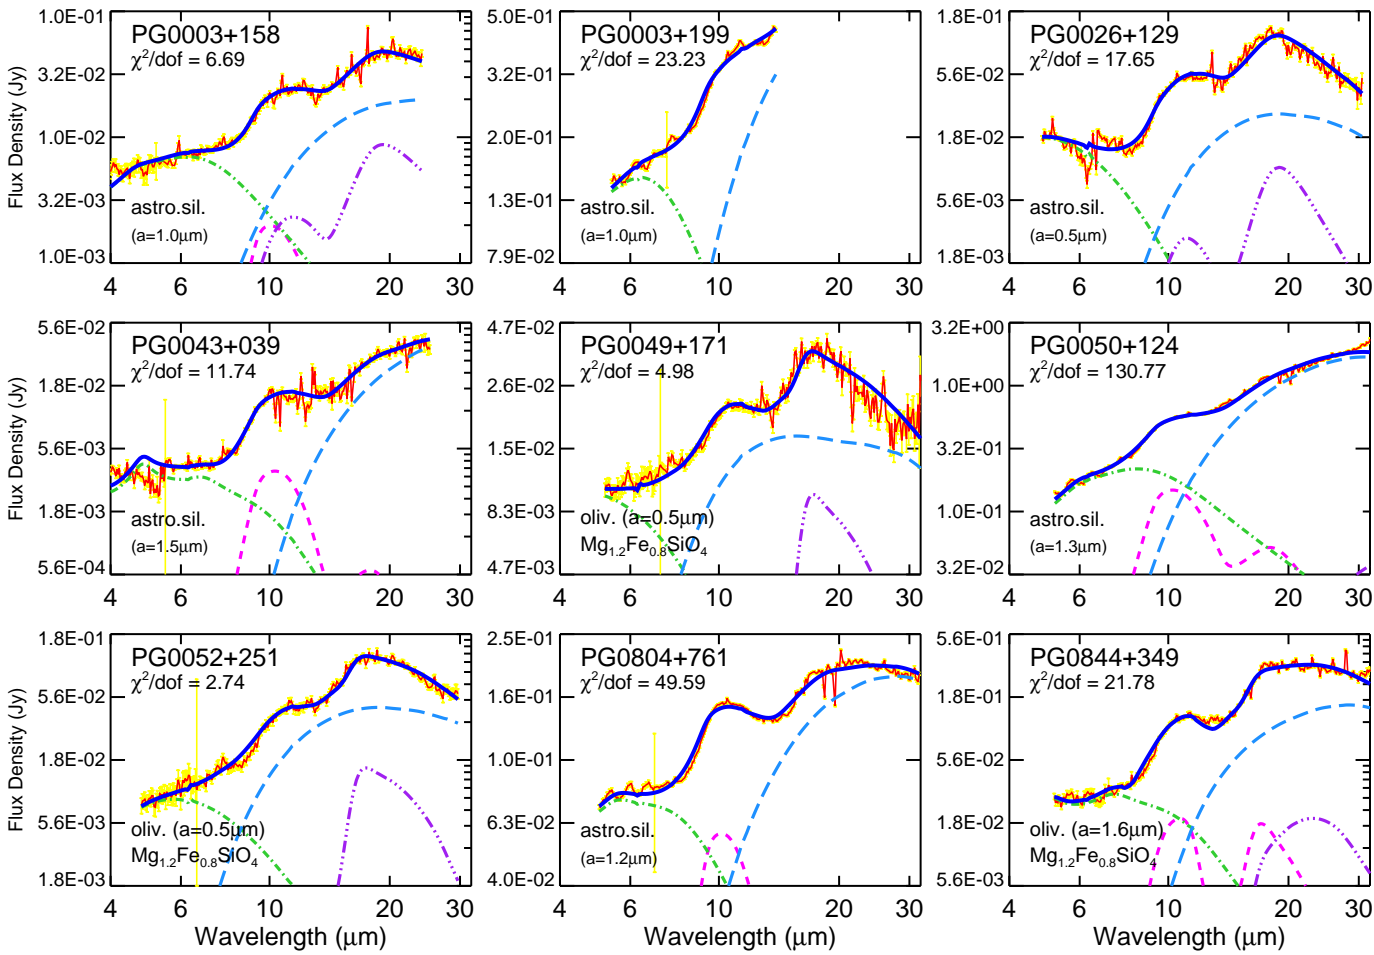 PG0003+158
χ²/dof = 6.69
astro.sil.
(a=1.0μm)
1.0E-01
3.2E-02
1.0E-02
3.2E-03
1.0E-03
Flux Density (Jy)
4 6 10 20 30
PG0003+199
χ²/dof = 23.23
astro.sil.
(a=1.0μm)
5.0E-01
3.2E-01
2.0E-01
1.3E-01
7.9E-02
4 6 10 20 30
PG0026+129
χ²/dof = 17.65
astro.sil.
(a=0.5μm)
1.8E-01
5.6E-02
1.8E-02
5.6E-03
1.8E-03
4 6 10 20 30
PG0043+039
χ²/dof = 11.74
astro.sil.
(a=1.5μm)
5.6E-02
1.8E-02
5.6E-03
1.8E-03
5.6E-04
Flux Density (Jy)
4 6 10 20 30
PG0049+171
χ²/dof = 4.98
oliv. (a=0.5μm)
Mg₁.₂Fe₀.₈SiO₄
4.7E-02
2.6E-02
1.5E-02
8.3E-03
4.7E-03
4 6 10 20 30
PG0050+124
χ²/dof = 130.77
astro.sil.
(a=1.3μm)
3.2E+00
1.0E+00
3.2E-01
1.0E-01
3.2E-02
4 6 10 20 30
PG0052+251
χ²/dof = 2.74
oliv. (a=0.5μm)
Mg₁.₂Fe₀.₈SiO₄
1.8E-01
5.6E-02
1.8E-02
5.6E-03
1.8E-03
Flux Density (Jy)
4 6 10 20 30
Wavelength (μm)
PG0804+761
χ²/dof = 49.59
astro.sil.
(a=1.2μm)
2.5E-01
1.6E-01
1.0E-01
6.3E-02
4.0E-02
4 6 10 20 30
Wavelength (μm)
PG0844+349
χ²/dof = 21.78
oliv. (a=1.6μm)
Mg₁.₂Fe₀.₈SiO₄
5.6E-01
1.8E-01
5.6E-02
1.8E-02
5.6E-03
4 6 10 20 30
Wavelength (μm)